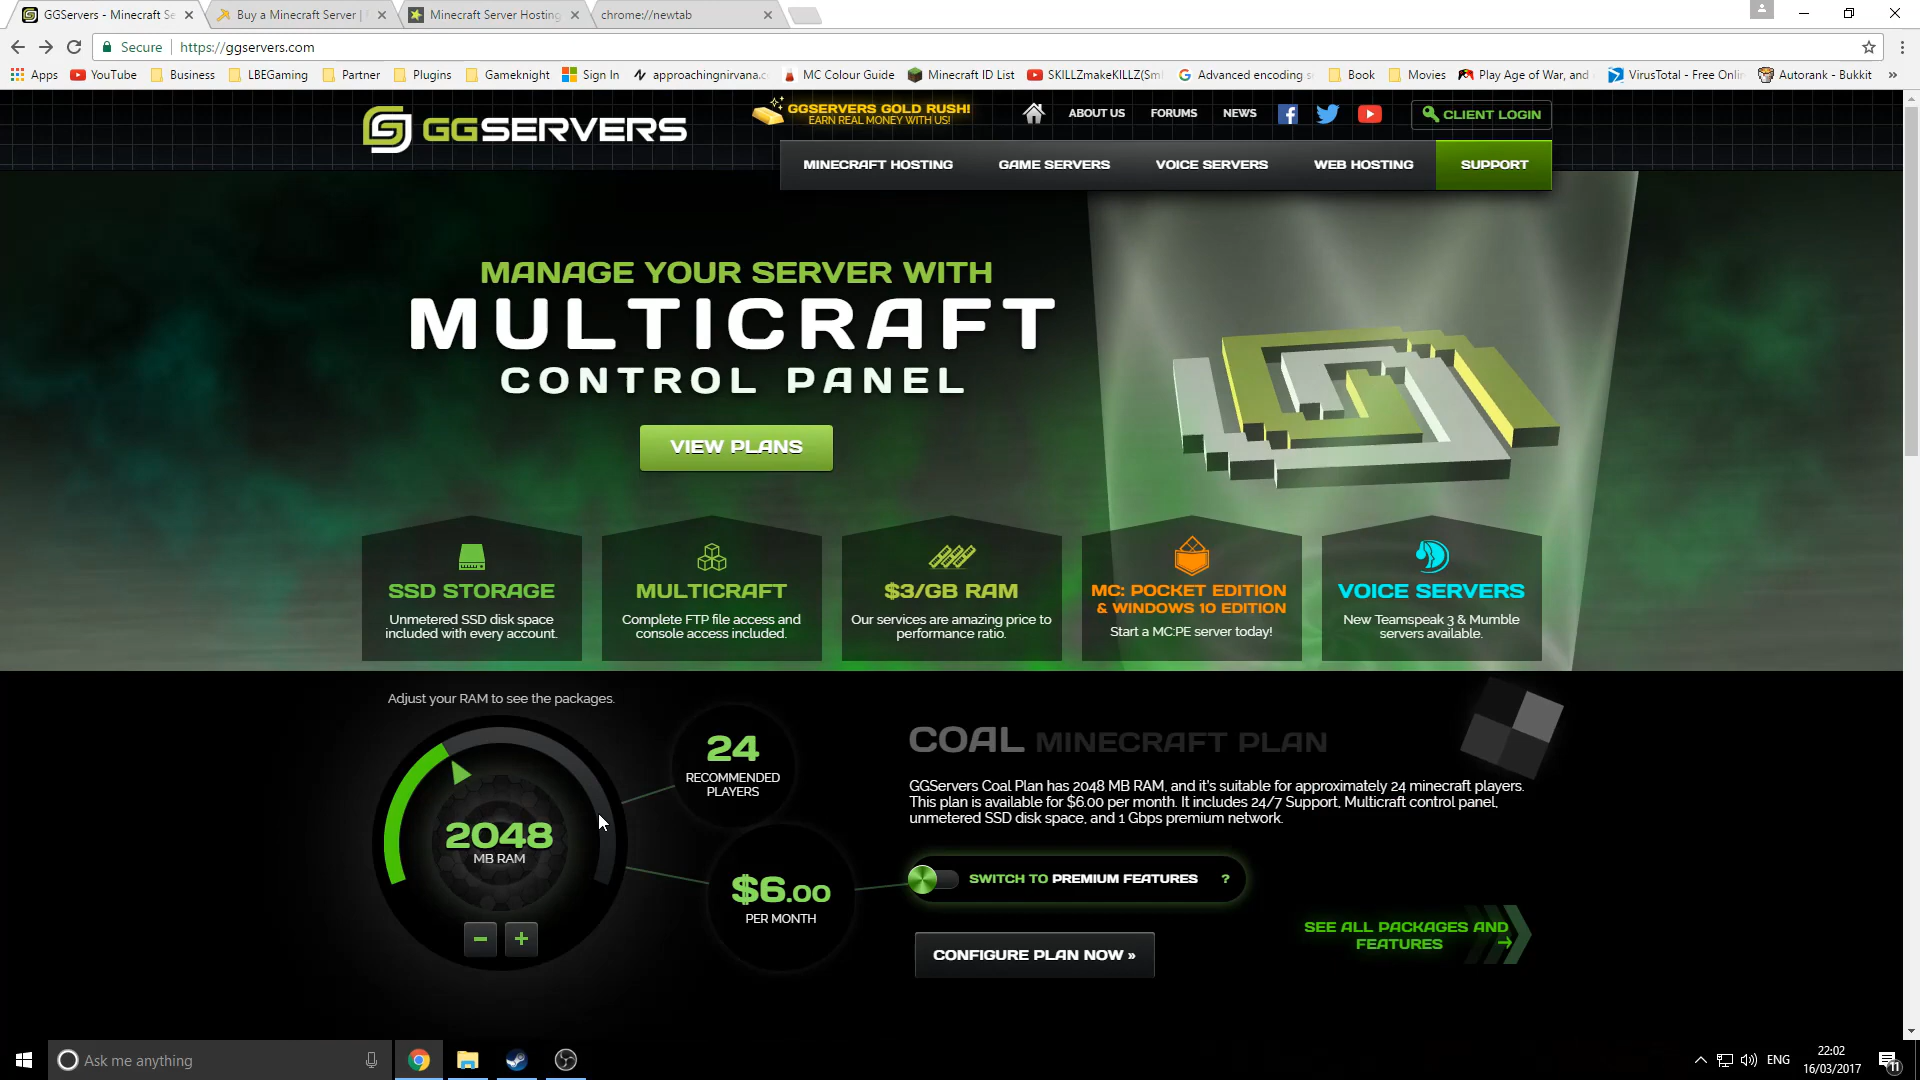 GGServers - Minecraft Se
Buy a Minecraft Server |
Minecraft Server Hosting
chrome://newtab
Secure
https://ggservers.com
Apps
YouTube
Business
LBEGaming
Partner
Plugins
Gameknight
Sign In
approachingnirvana.c
MC Colour Guide
Minecraft ID List
SKILLZmakeKILLZ(Sm
Advanced encoding s
Book
Movies
Play Age of War, and
VirusTotal - Free Onli
Autorank - Bukkit
»
GGSERVERS
GGSERVERS GOLD RUSH!
EARN REAL MONEY WITH US!
ABOUT US
FORUMS
NEWS
CLIENT LOGIN
MINECRAFT HOSTING
GAME SERVERS
VOICE SERVERS
WEB HOSTING
SUPPORT
MANAGE YOUR SERVER WITH
MULTICRAFT
CONTROL PANEL
VIEW PLANS
SSD STORAGE
Unmetered SSD disk space
included with every account.
MULTICRAFT
Complete FTP file access and
console access included.
$3/GB RAM
Our services are amazing price to
performance ratio.
MC: POCKET EDITION
& WINDOWS 10 EDITION
Start a MC:PE server today!
VOICE SERVERS
New Teamspeak 3 & Mumble
servers available.
Adjust your RAM to see the packages.
2048
MB RAM
24
RECOMMENDED
PLAYERS
$6.00
PER MONTH
COAL MINECRAFT PLAN
GGServers Coal Plan has 2048 MB RAM, and it's suitable for approximately 24 minecraft players.
This plan is available for $6.00 per month. It includes 24/7 Support, Multicraft control panel,
unmetered SSD disk space, and 1 Gbps premium network.
SWITCH TO PREMIUM FEATURES ?
CONFIGURE PLAN NOW »
SEE ALL PACKAGES AND
FEATURES
Ask me anything
ENG
22:02
16/03/2017
11